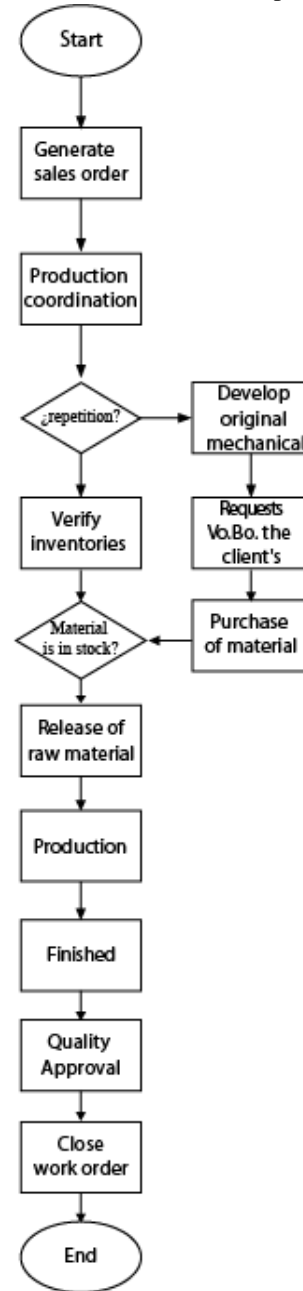 Start
Generate
sales order
Production
coordination
¿repetition?
Develop
original
mechanical
Verify
inventories
Requests
Vo.Bo. the
client's
Material
is in stock?
Purchase
of material
Release of
raw material
Production
Finished
Quality
Approval
Close
work order
End